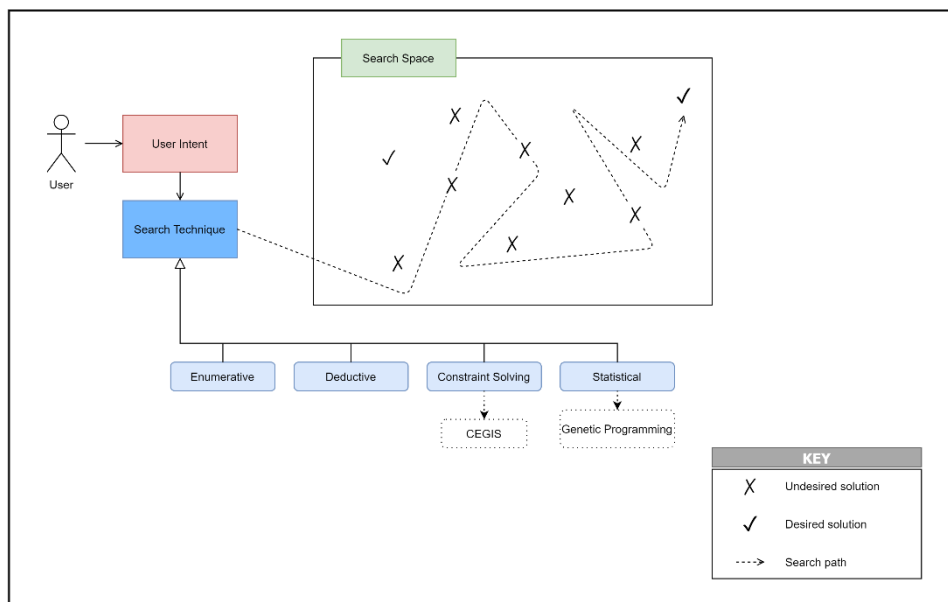 Search Space
User Intent
User
Search Technique
Enumerative
Deductive
Constraint Solving
Statistical
CEGIS
Genetic Programming
KEY
Undesired solution
Desired solution
Search path